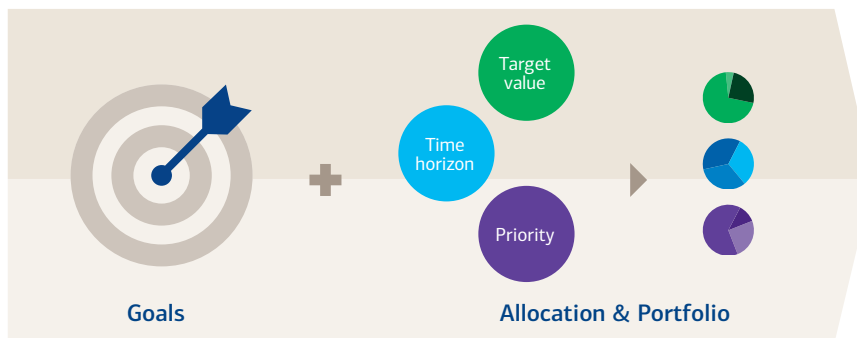 Target
value
Time
horizon
Priority
Goals
Allocation & Portfolio